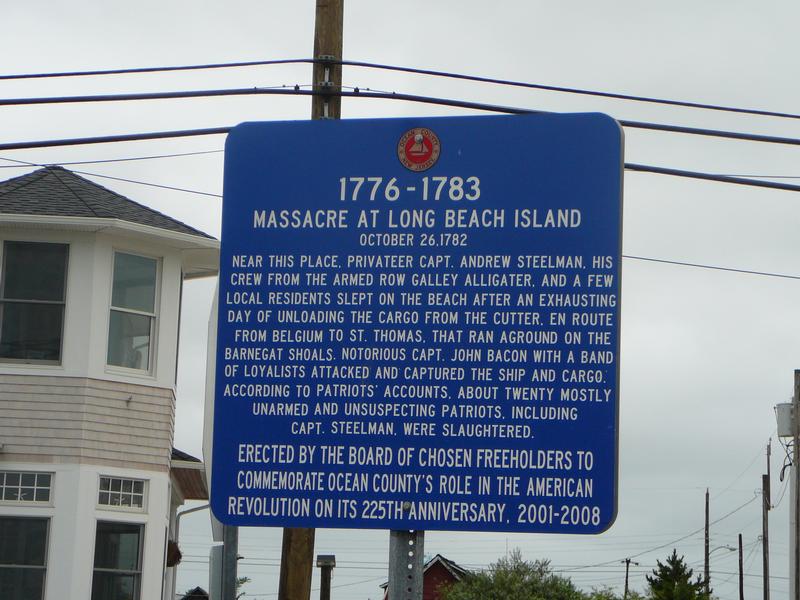 OCEAN COUNTY
NEW JERSEY
1776-1783
MASSACRE AT LONG BEACH ISLAND
OCTOBER 26,1782
NEAR THIS PLACE, PRIVATEER CAPT. ANDREW STEELMAN, HIS
CREW FROM THE ARMED ROW GALLEY ALLIGATER, AND A FEW
LOCAL RESIDENTS SLEPT ON THE BEACH AFTER AN EXHAUSTING
DAY OF UNLOADING THE CARGO FROM THE CUTTER, EN ROUTE
FROM BELGIUM TO ST. THOMAS, THAT RAN AGROUND ON THE
BARNEGAT SHOALS. NOTORIOUS CAPT. JOHN BACON WITH A BAND
OF LOYALISTS ATTACKED AND CAPTURED THE SHIP AND CARGO.
ACCORDING TO PATRIOTS' ACCOUNTS, ABOUT TWENTY MOSTLY
UNARMED AND UNSUSPECTING PATRIOTS, INCLUDING
CAPT. STEELMAN, WERE SLAUGHTERED.
ERECTED BY THE BOARD OF CHOSEN FREEHOLDERS TO
COMMEMORATE OCEAN COUNTY'S ROLE IN THE AMERICAN
REVOLUTION ON ITS 225TH ANNIVERSARY, 2001-2008